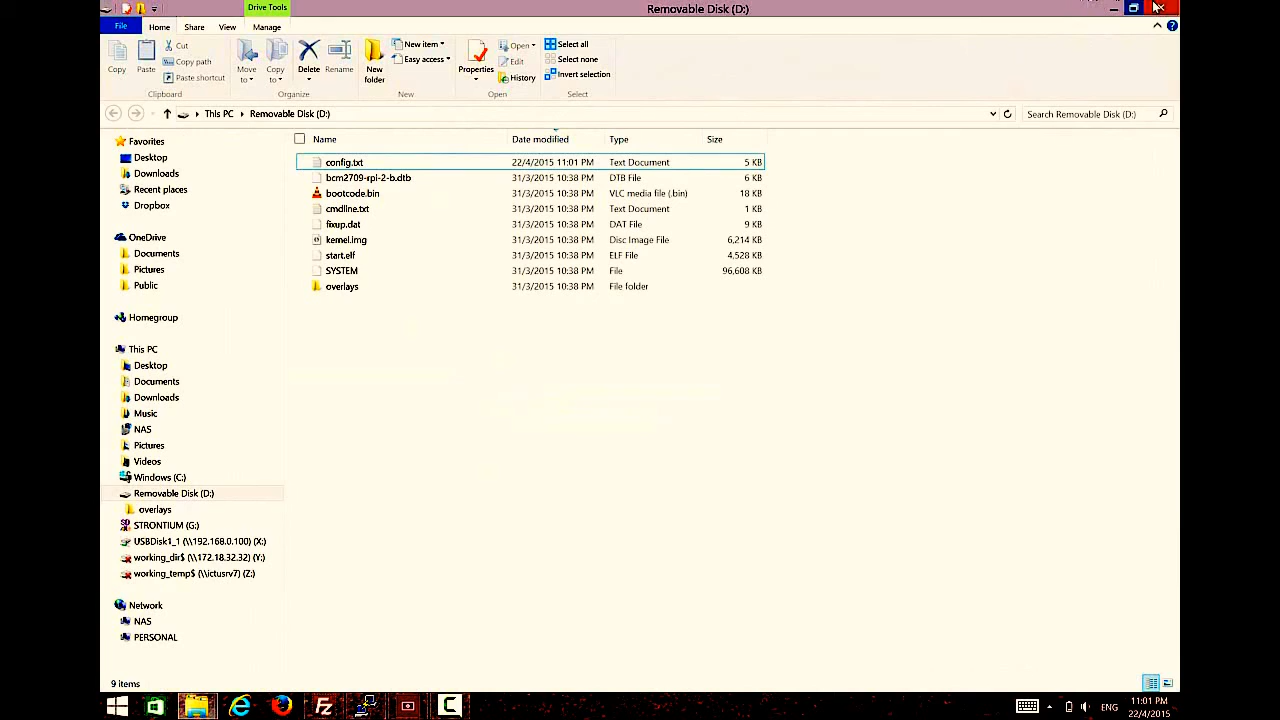 Drive Tools
Removable Disk (D:)
File
Home
Share
View
Manage
Copy
Paste
Cut
Copy path
Paste shortcut
Clipboard
Move to
Copy to
Delete
Rename
Organize
New folder
New item
Easy access
New
Properties
Open
Edit
History
Open
Select all
Select none
Invert selection
Select
This PC
Removable Disk (D:)
Search Removable Disk (D:)
Name Date modified Type Size
config.txt 22/4/2015 11:01 PM Text Document 5 KB
bcm2709-rpi-2-b.dtb 31/3/2015 10:38 PM DTB File 6 KB
bootcode.bin 31/3/2015 10:38 PM VLC media file (.bin) 18 KB
cmdline.txt 31/3/2015 10:38 PM Text Document 1 KB
fixup.dat 31/3/2015 10:38 PM DAT File 9 KB
kernel.img 31/3/2015 10:38 PM Disc Image File 6,214 KB
start.elf 31/3/2015 10:38 PM ELF File 4,528 KB
SYSTEM 31/3/2015 10:38 PM File 96,608 KB
overlays 31/3/2015 10:38 PM File folder
Favorites
Desktop
Downloads
Recent places
Dropbox
OneDrive
Documents
Pictures
Public
Homegroup
This PC
Desktop
Documents
Downloads
Music
NAS
Pictures
Videos
Windows (C:)
Removable Disk (D:)
overlays
STRONTIUM (G:)
USBDisk1_1 (\\192.168.0.100) (X:)
working_dir$ (\\172.18.32.32) (Y:)
working_temp$ (\\ictusrv7) (Z:)
Network
NAS
PERSONAL
9 items
ENG
11:01 PM
22/4/2015